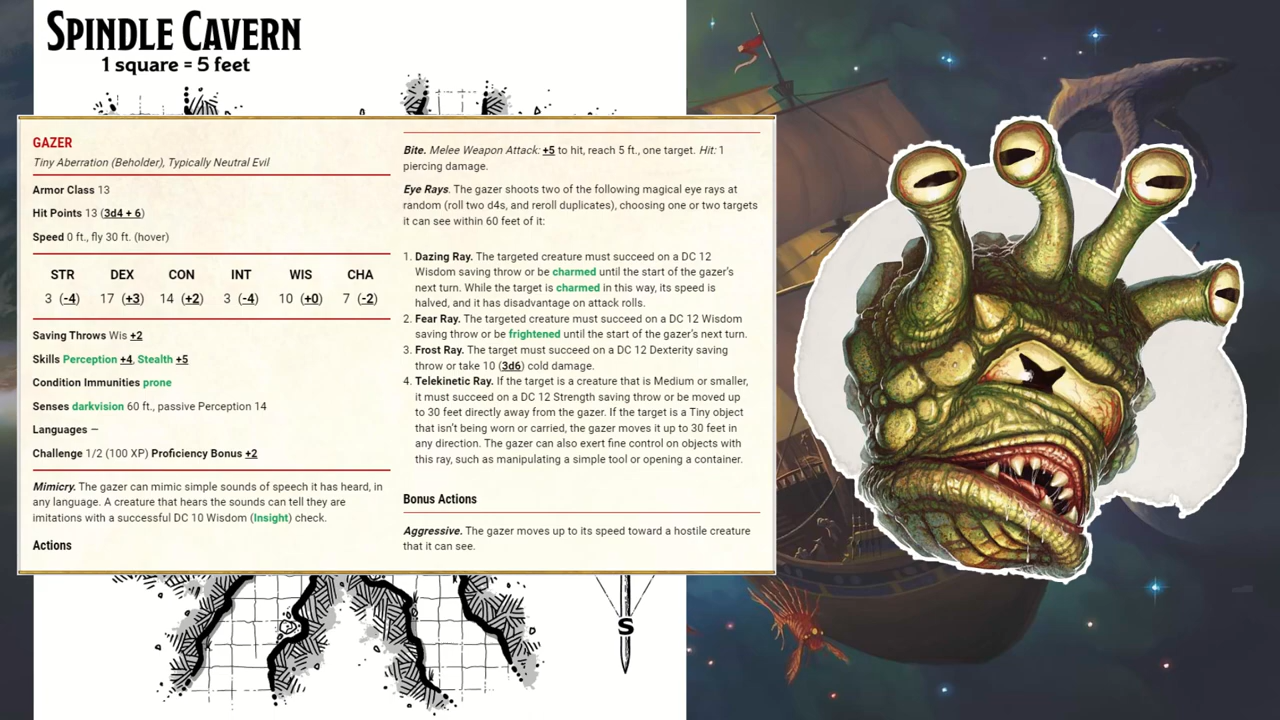 SPINDLE CAVERN
1 square = 5 feet
GAZER
Tiny Aberration (Beholder), Typically Neutral Evil
Armor Class 13
Hit Points 13 (3d4 + 6)
Speed 0 ft., fly 30 ft. (hover)
STR DEX CON INT WIS CHA
3 (-4) 17 (+3) 14 (+2) 3 (-4) 10 (+0) 7 (-2)
Saving Throws Wis +2
Skills Perception +4, Stealth +5
Condition Immunities prone
Senses darkvision 60 ft., passive Perception 14
Languages —
Challenge 1/2 (100 XP) Proficiency Bonus +2
Mimicry. The gazer can mimic simple sounds of speech it has heard, in
any language. A creature that hears the sounds can tell they are
imitations with a successful DC 10 Wisdom (Insight) check.
Actions
Bite. Melee Weapon Attack: +5 to hit, reach 5 ft., one target. Hit: 1
piercing damage.
Eye Rays. The gazer shoots two of the following magical eye rays at
random (roll two d4s, and reroll duplicates), choosing one or two targets
it can see within 60 feet of it:
1. Dazing Ray. The targeted creature must succeed on a DC 12
Wisdom saving throw or be charmed until the start of the gazer's
next turn. While the target is charmed in this way, its speed is
halved, and it has disadvantage on attack rolls.
2. Fear Ray. The targeted creature must succeed on a DC 12 Wisdom
saving throw or be frightened until the start of the gazer's next turn.
3. Frost Ray. The target must succeed on a DC 12 Dexterity saving
throw or take 10 (3d6) cold damage.
4. Telekinetic Ray. If the target is a creature that is Medium or smaller,
it must succeed on a DC 12 Strength saving throw or be moved up
to 30 feet directly away from the gazer. If the target is a Tiny object
that isn't being worn or carried, the gazer moves it up to 30 feet in
any direction. The gazer can also exert fine control on objects with
this ray, such as manipulating a simple tool or opening a container.
Bonus Actions
Aggressive. The gazer moves up to its speed toward a hostile creature
that it can see.
S